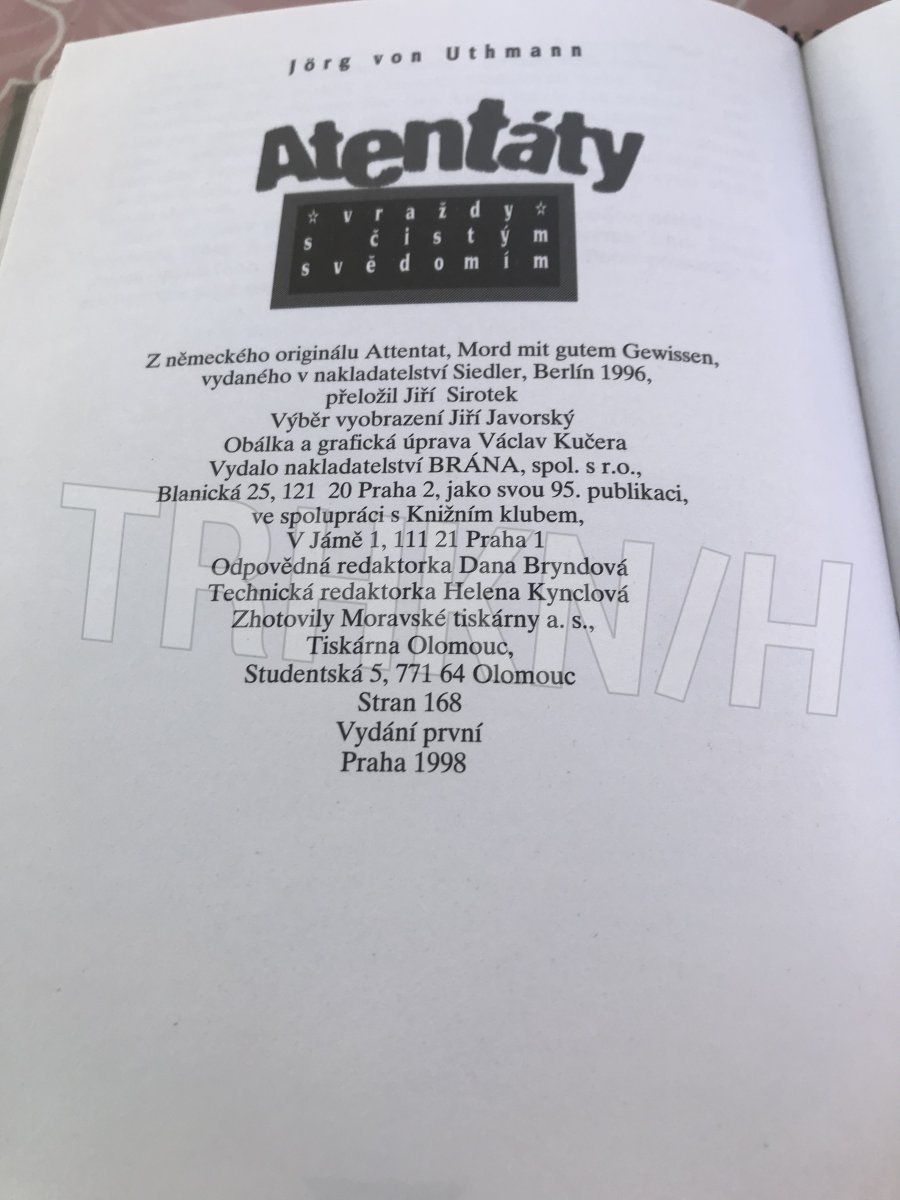 Jörg von Uthmann
Atentáty
☆ vraždy ☆
s čistým
svědomím
Z německého originálu Attentat, Mord mit gutem Gewissen,
vydaného v nakladatelství Siedler, Berlín 1996,
přeložil Jiří Sirotek
Výběr vyobrazení Jiří Javorský
Obálka a grafická úprava Václav Kučera
Vydalo nakladatelství BRÁNA, spol. s r.o.,
Blanická 25, 121 20 Praha 2, jako svou 95. publikaci,
ve spolupráci s Knižním klubem,
V Jámě 1, 111 21 Praha 1
Odpovědná redaktorka Dana Bryndová
Technická redaktorka Helena Kynclová
Zhotovily Moravské tiskárny a. s.,
Tiskárna Olomouc,
Studentská 5, 771 64 Olomouc
Stran 168
Vydání první
Praha 1998
TRHKN/H